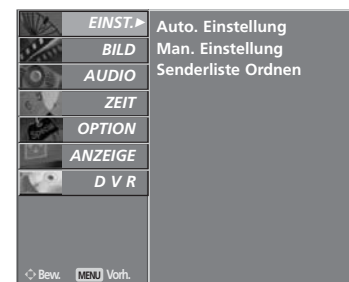 EINST.
BILD
AUDIO
ZEIT
OPTION
ANZEIGE
D V R
Auto. Einstellung
Man. Einstellung
Senderliste Ordnen
Bew. MENU Vorh.